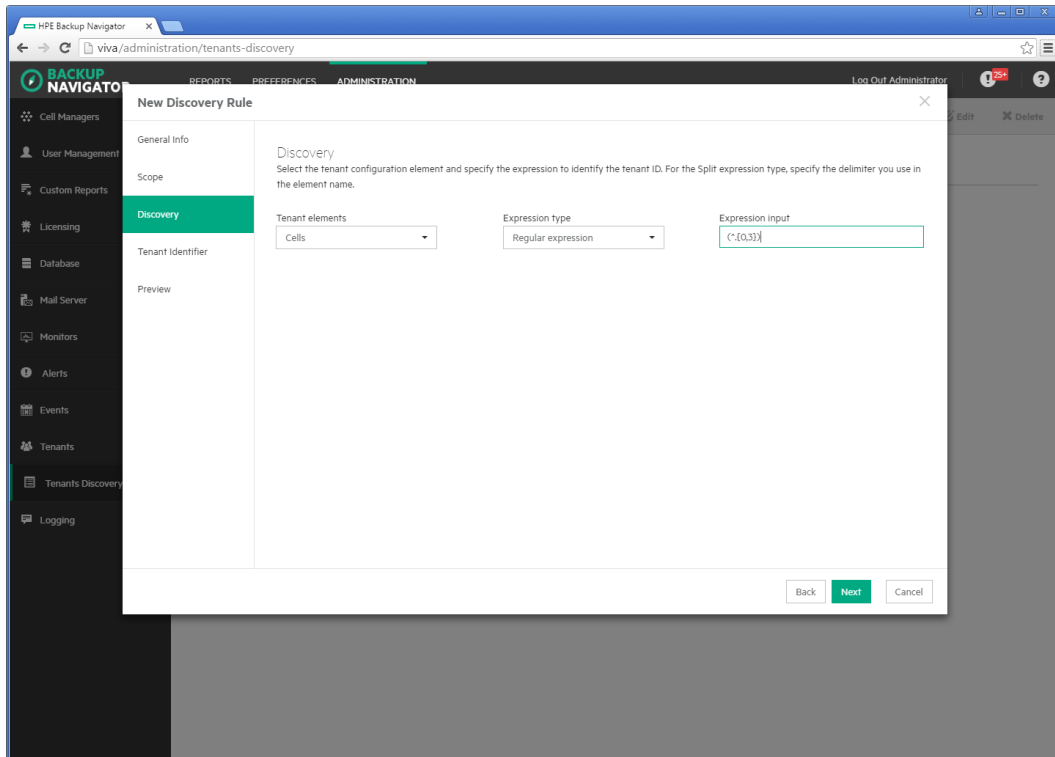 HPE Backup Navigator
viva/administration/tenants-discovery
BACKUP
NAVIGATOR
REPORTS PREFERENCES ADMINISTRATION
Log Out Administrator
25+
?
Edit Delete
New Discovery Rule
Cell Managers
User Management
Custom Reports
Licensing
Database
Mail Server
Monitors
Alerts
Events
Tenants
Tenants Discovery
Logging
General Info
Scope
Discovery
Tenant Identifier
Preview
Discovery
Select the tenant configuration element and specify the expression to identify the tenant ID. For the Split expression type, specify the delimiter you use in
the element name.
Tenant elements Expression type Expression input
Cells Regular expression (^.{0,3})
Back Next Cancel